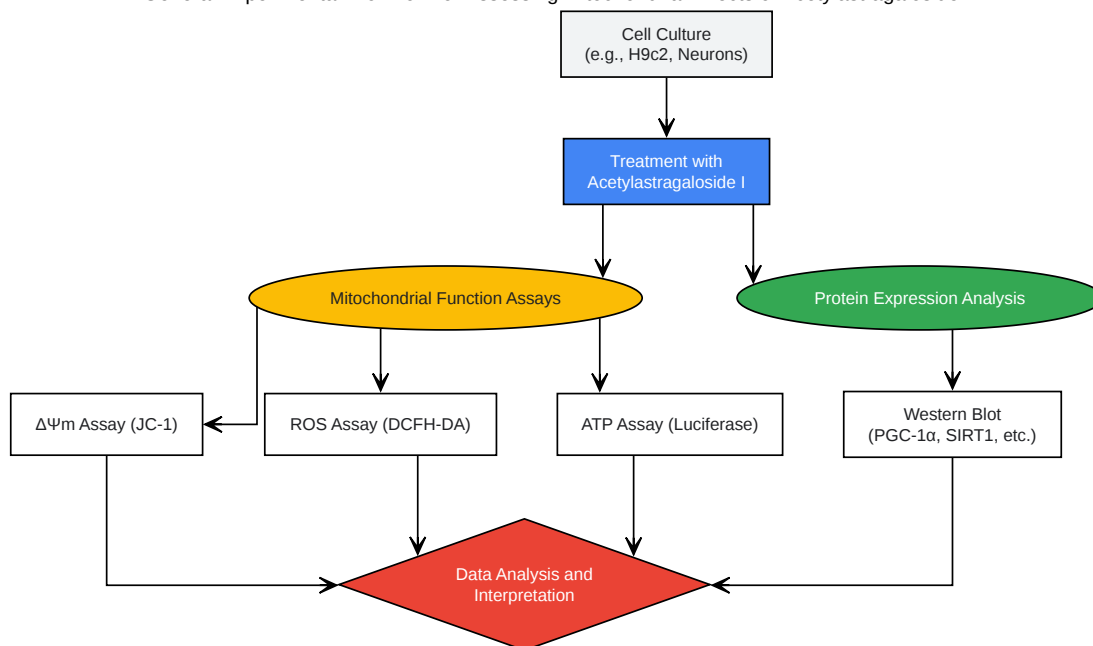 Cell Culture
(e.g., H9c2, Neurons)
Treatment with
Acetylastragaloside I
Mitochondrial Function Assays
Protein Expression Analysis
ΔΨm Assay (JC-1)
ROS Assay (DCFH-DA)
ATP Assay (Luciferase)
Western Blot
(PGC-1α, SIRT1, etc.)
Data Analysis and
Interpretation